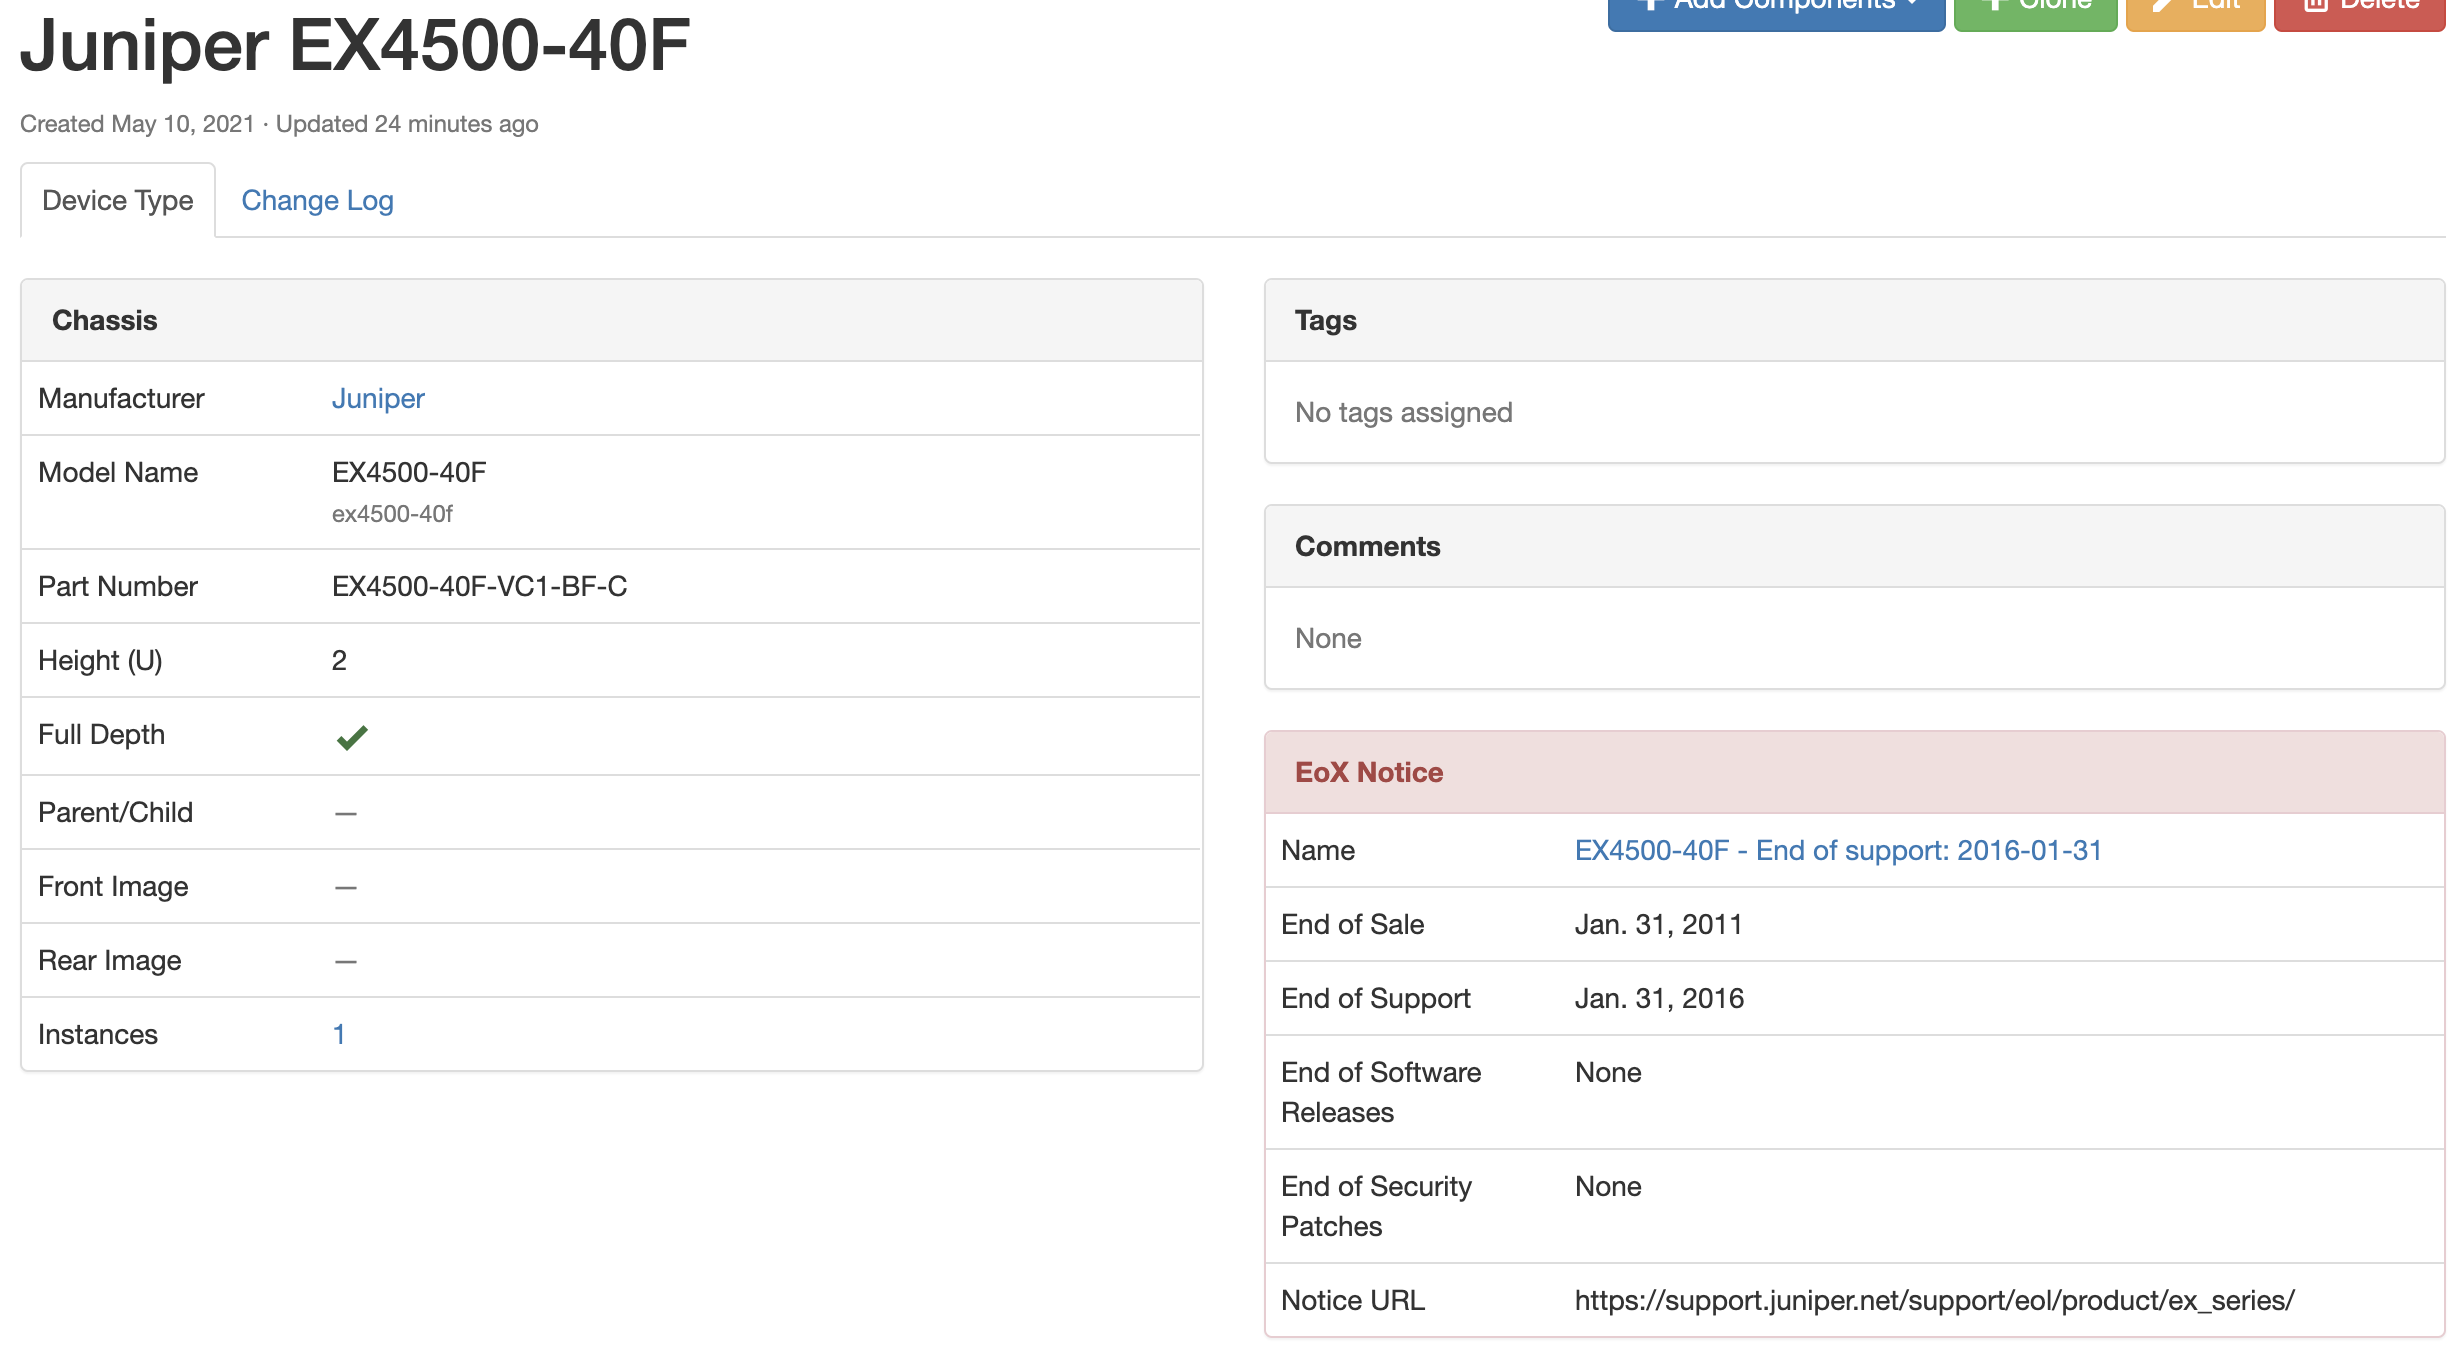 Add Components
Clone
Edit
Delete
Juniper EX4500-40F
Created May 10, 2021 · Updated 24 minutes ago
Device Type
Change Log
Chassis
Manufacturer Juniper
Model Name EX4500-40F
ex4500-40f
Part Number EX4500-40F-VC1-BF-C
Height (U) 2
Full Depth
Parent/Child —
Front Image —
Rear Image —
Instances 1
Tags
No tags assigned
Comments
None
EoX Notice
Name EX4500-40F - End of support: 2016-01-31
End of Sale Jan. 31, 2011
End of Support Jan. 31, 2016
End of Software None
Releases
End of Security None
Patches
Notice URL https://support.juniper.net/support/eol/product/ex_series/